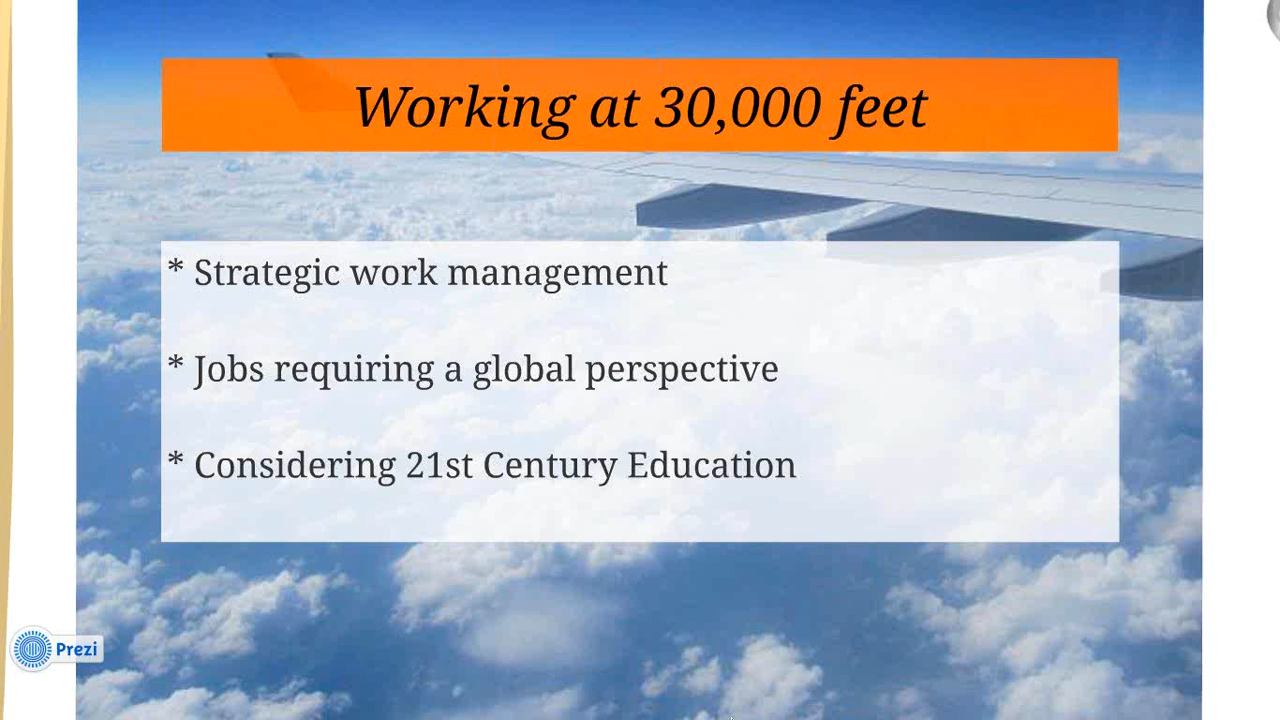 Working at 30,000 feet
* Strategic work management
* Jobs requiring a global perspective
* Considering 21st Century Education
Prezi